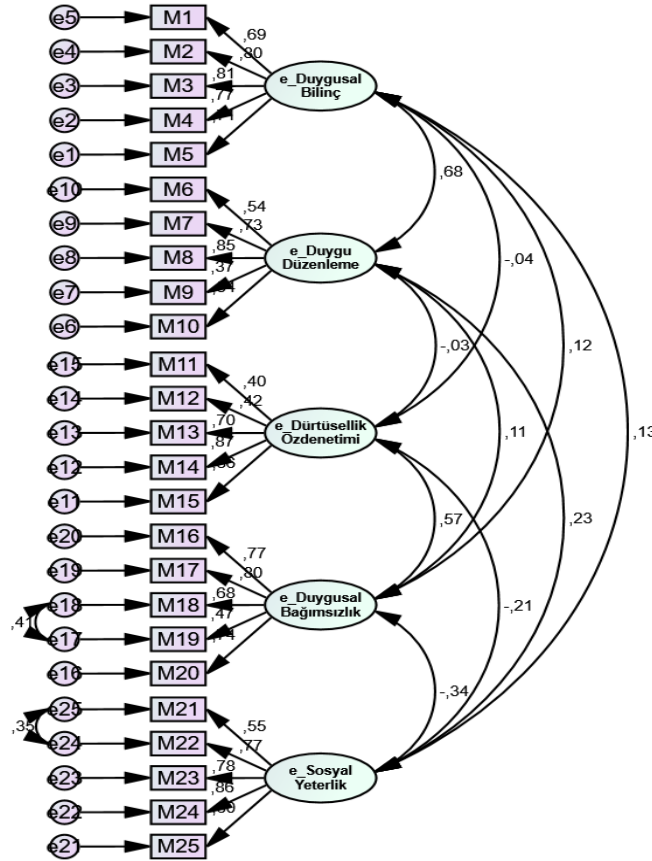 e5 M1
,69
e4 M2
,80
e3 M3
,81
e_Duygusal
Bilinç
e2 M4
,77
e1 M5
,68
e10 M6
,54
e9 M7
,73
e8 M8
,85
e_Duygu
Düzenleme
-,04
e7 M9
,37
e6 M10
-,03
,12
e15 M11
,40
e14 M12
,42
e13 M13
,70
e_Dürtüsellik
Özdenetimi
,11
,13
e12 M14
,87
e11 M15
,57
,23
e20 M16
,77
e19 M17
,80
e18 M18
,68
e_Duygusal
Bağımsızlık
-,21
,41
e17 M19
,47
e16 M20
,74
-,34
e25 M21
,55
,35
e24 M22
,77
e23 M23
,78
e_Sosyal
Yeterlik
e22 M24
,86
e21 M25